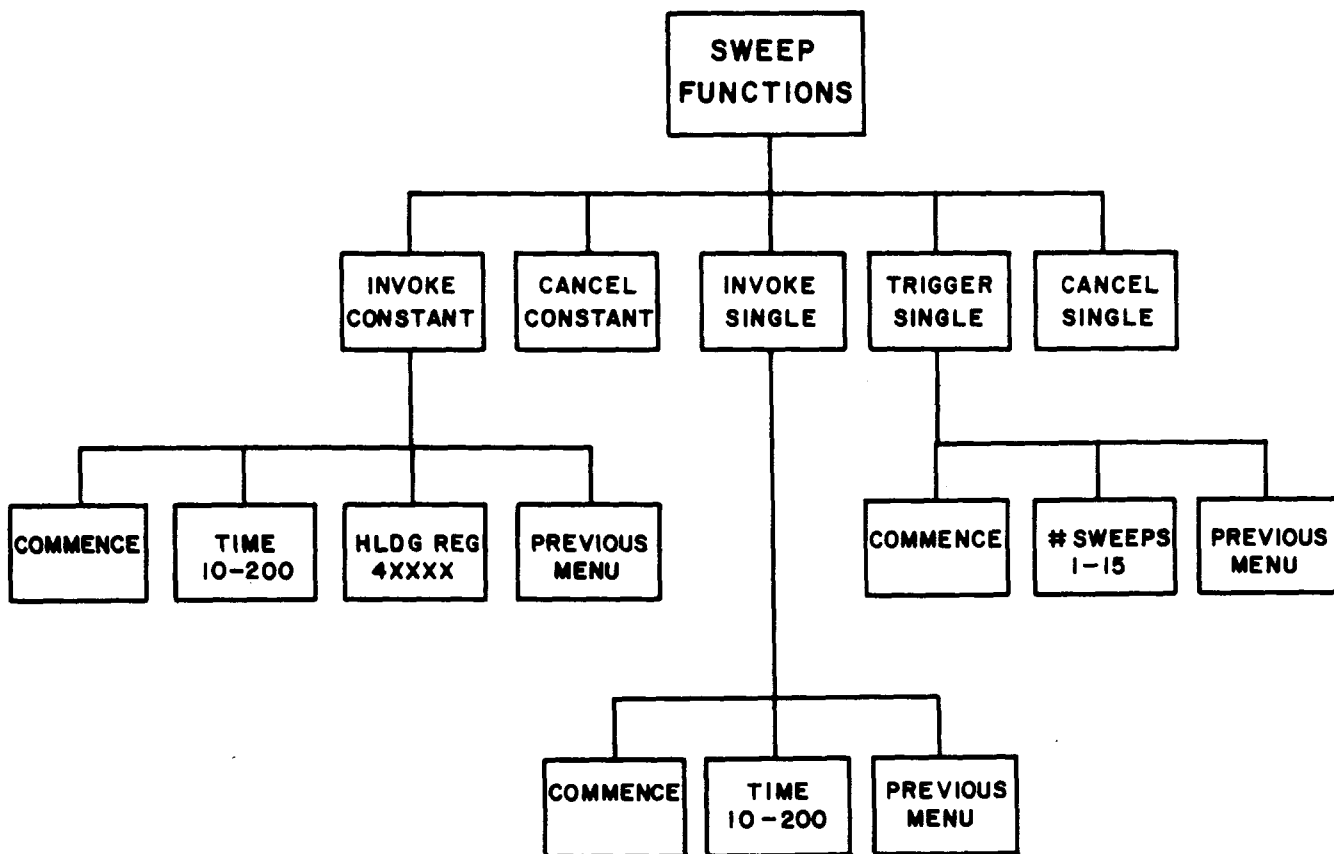 SWEEP
FUNCTIONS
INVOKE
CONSTANT
CANCEL
CONSTANT
INVOKE
SINGLE
TRIGGER
SINGLE
CANCEL
SINGLE
COMMENCE
TIME
10-200
HLDG REG
4XXXX
PREVIOUS
MENU
COMMENCE
# SWEEPS
1-15
PREVIOUS
MENU
COMMENCE
TIME
10-200
PREVIOUS
MENU